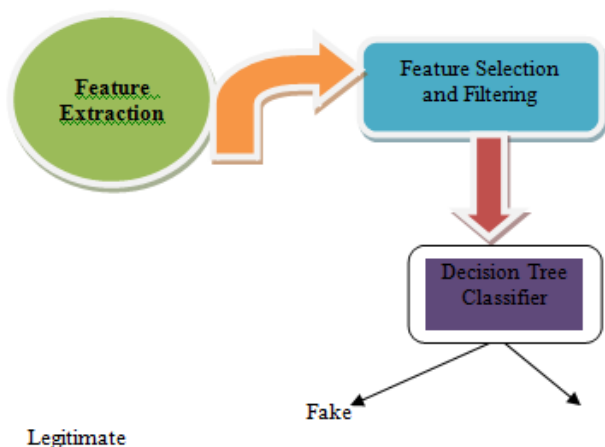 Feature
Extraction
Feature Selection
and Filtering
Decision Tree
Classifier
Fake
Legitimate